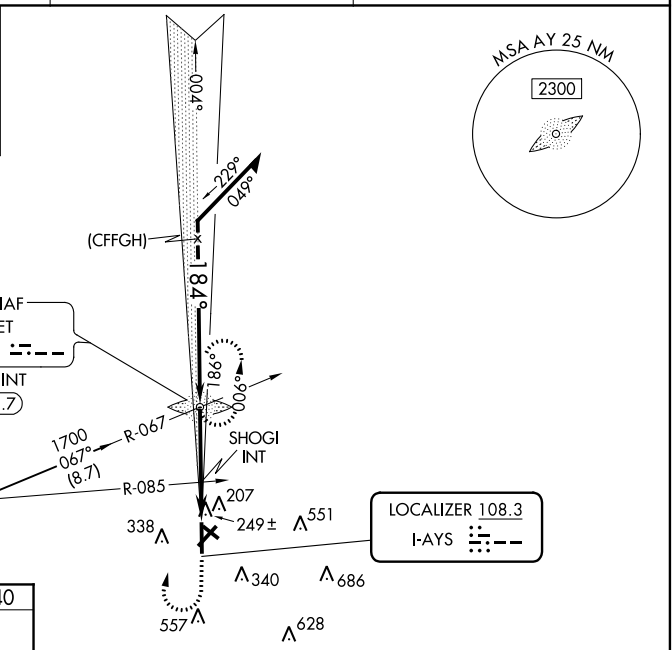 MSA AY 25 NM
2300
004°
229°
049°
(CFFGH)
184°
IAF
ET
INT
.7)
186°
006°
1700
067°
(8.7)
R-067
SHOGI
INT
R-085
207
249±
551
338
LOCALIZER 108.3
I-AYS
340
686
557
628
40